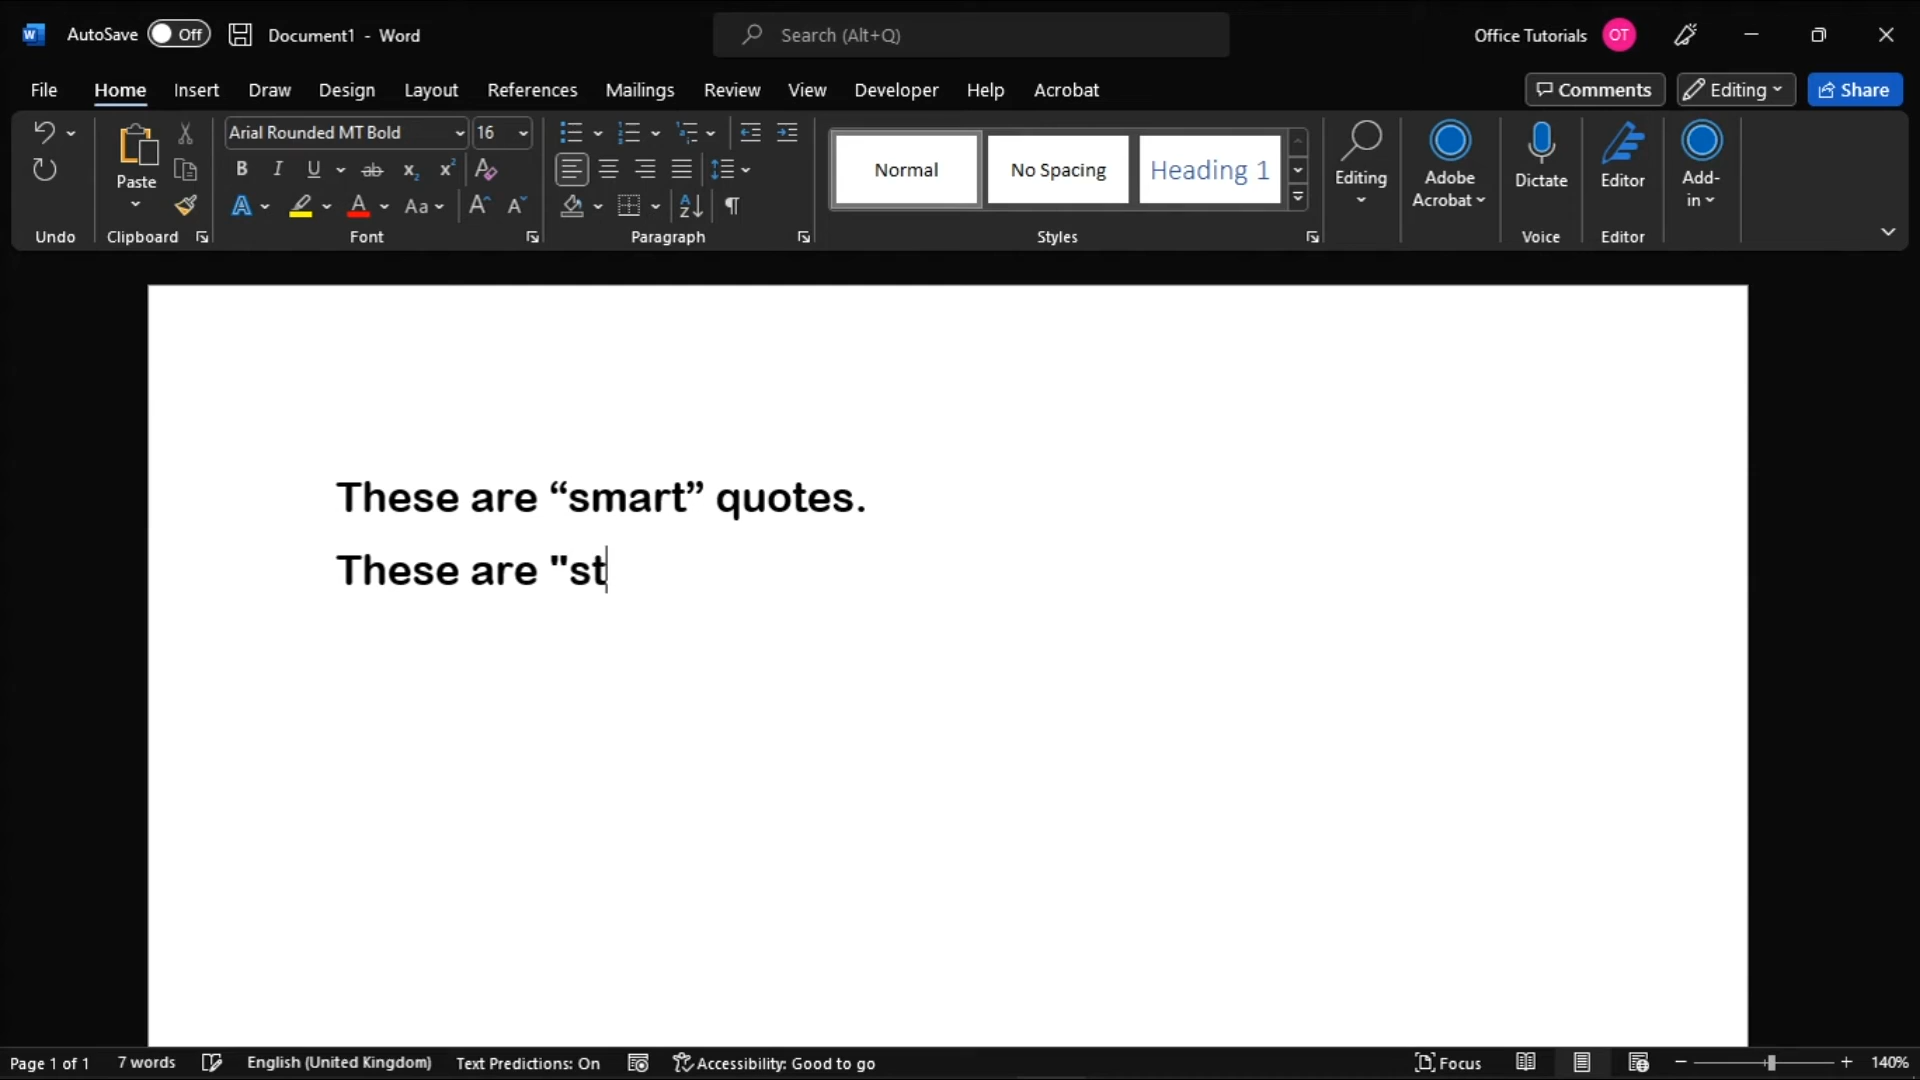 AutoSave Off Document1 - Word Search (Alt+Q) Office Tutorials OT
File Home Insert Draw Design Layout References Mailings Review View Developer Help Acrobat Comments Editing Share
Arial Rounded MT Bold 16
Paste
Normal No Spacing Heading 1
Editing Adobe Acrobat Dictate Editor Add-in
Undo Clipboard Font Paragraph Styles Voice Editor
These are “smart” quotes.
These are "st
Page 1 of 1 7 words English (United Kingdom) Text Predictions: On Accessibility: Good to go Focus 140%